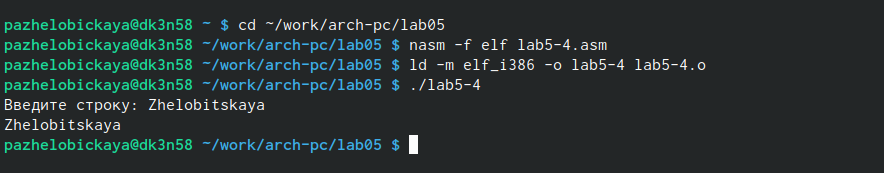 pazhelobickaya@dk3n58 ~ $ cd ~/work/arch-pc/lab05
pazhelobickaya@dk3n58 ~/work/arch-pc/lab05 $ nasm -f elf lab5-4.asm
pazhelobickaya@dk3n58 ~/work/arch-pc/lab05 $ ld -m elf_i386 -o lab5-4 lab5-4.o
pazhelobickaya@dk3n58 ~/work/arch-pc/lab05 $ ./lab5-4
Введите строку: Zhelobitskaya
Zhelobitskaya
pazhelobickaya@dk3n58 ~/work/arch-pc/lab05 $